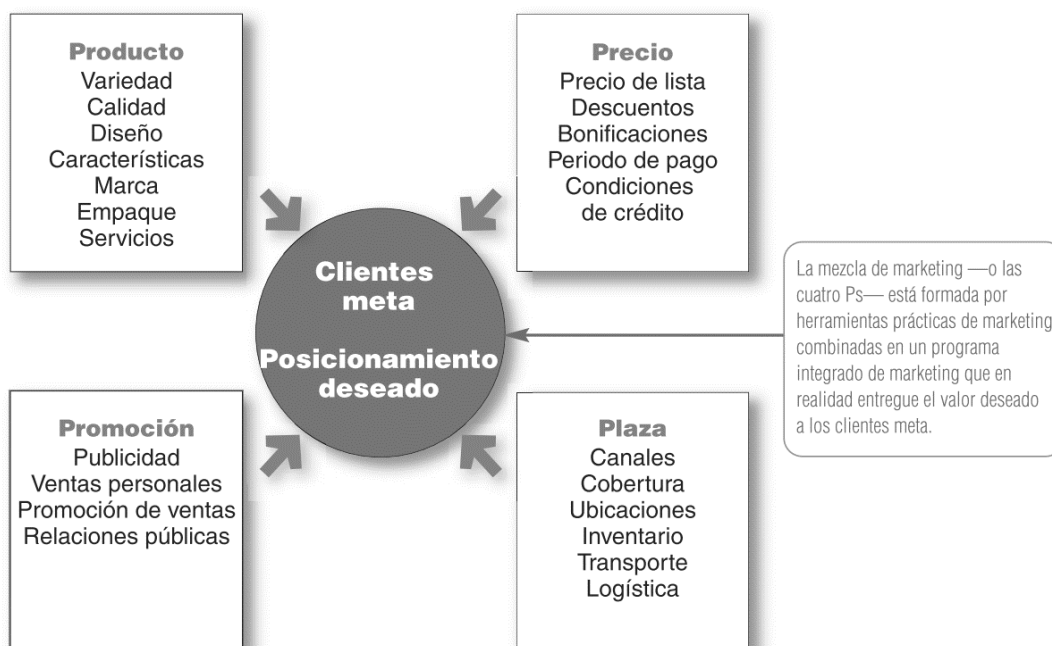 Producto
Variedad
Calidad
Diseño
Características
Marca
Empaque
Servicios
Precio
Precio de lista
Descuentos
Bonificaciones
Periodo de pago
Condiciones
de crédito
Clientes
meta
Posicionamiento
deseado
La mezcla de marketing —o las
cuatro Ps— está formada por
herramientas prácticas de marketing
combinadas en un programa
integrado de marketing que en
realidad entregue el valor deseado
a los clientes meta.
Promoción
Publicidad
Ventas personales
Promoción de ventas
Relaciones públicas
Plaza
Canales
Cobertura
Ubicaciones
Inventario
Transporte
Logística